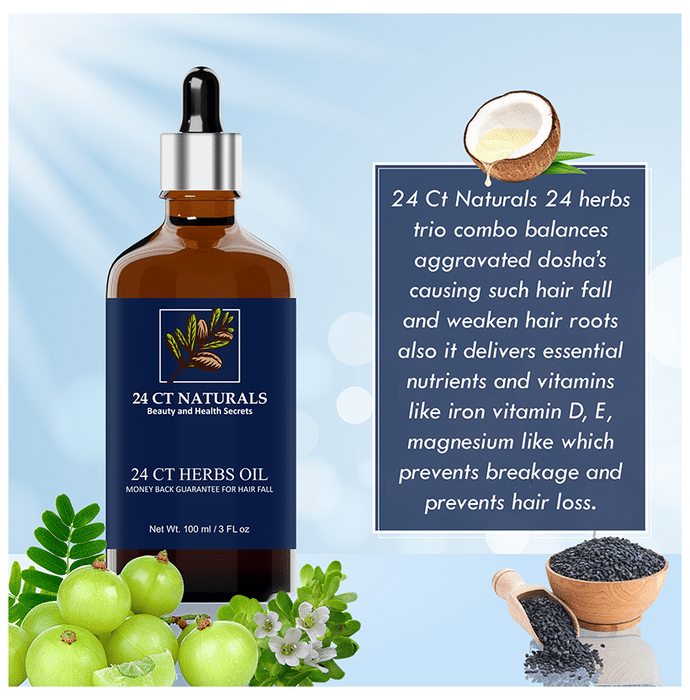 24 CT NATURALS
Beauty and Health Secrets
24 CT HERBS OIL
MONEY BACK GUARANTEE FOR HAIR FALL
Net Wt. 100 ml / 3 FL oz
24 Ct Naturals 24 herbs
trio combo balances
aggravated dosha's
causing such hair fall
and weaken hair roots
also it delivers essential
nutrients and vitamins
like iron vitamin D, E,
magnesium like which
prevents breakage and
prevents hair loss.